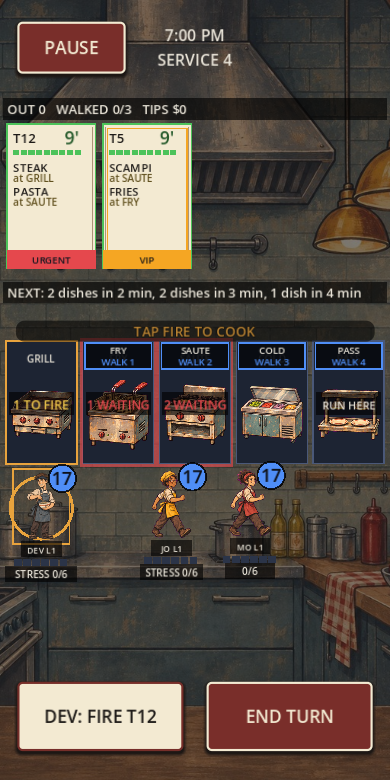 PAUSE
7:00 PM
SERVICE 4
OUT 0 WALKED 0/3 TIPS $0
T12 9'
STEAK
at GRILL
PASTA
at SAUTE
URGENT
T5 9'
SCAMPI
at SAUTE
FRIES
at FRY
VIP
NEXT: 2 dishes in 2 min, 2 dishes in 3 min, 1 dish in 4 min
TAP FIRE TO COOK
GRILL
1 TO FIRE
FRY
WALK 1
1 WAITING
SAUTE
WALK 2
2 WAITING
COLD
WALK 3
PASS
WALK 4
RUN HERE
17
DEV L1
STRESS 0/6
17
JO L1
STRESS 0/6
17
MO L1
0/6
DEV: FIRE T12
END TURN